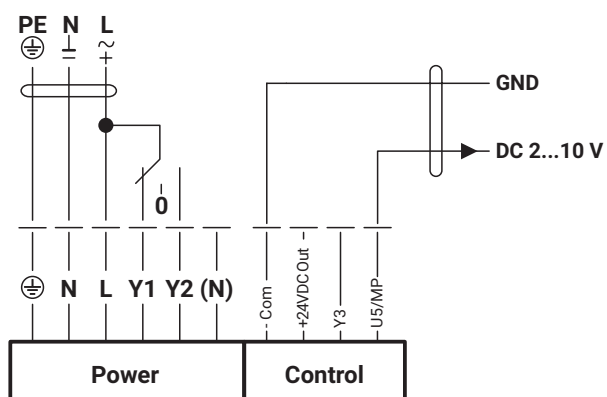 PE N L
GND
DC 2...10 V
0
N L Y1 Y2 (N)
- Com
+24VDCOut
Y3
U5/MP
Power
Control